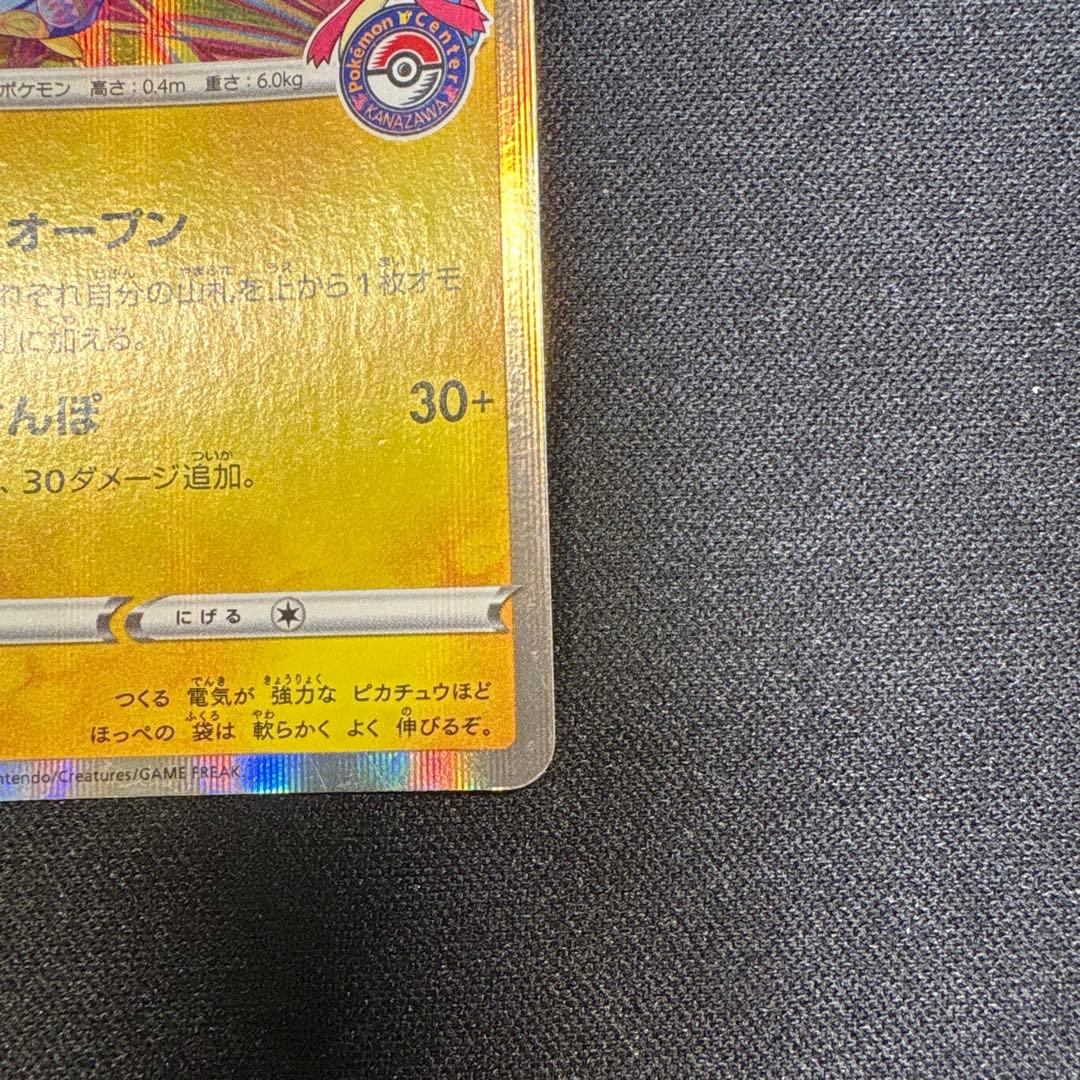 Pokémon Center
KANAZAWA
ポケモン 高さ:0.4m 重さ:6.0kg
オープン
れぞれ自分の山札を上から1枚オモ
札に加える。
んぽ 30+
、30ダメージ追加。
にげる
つくる 電気が 強力な ピカチュウほど
ほっぺの 袋は 軟らかく よく 伸びるぞ。
ntendo/Creatures/GAME FREAK.